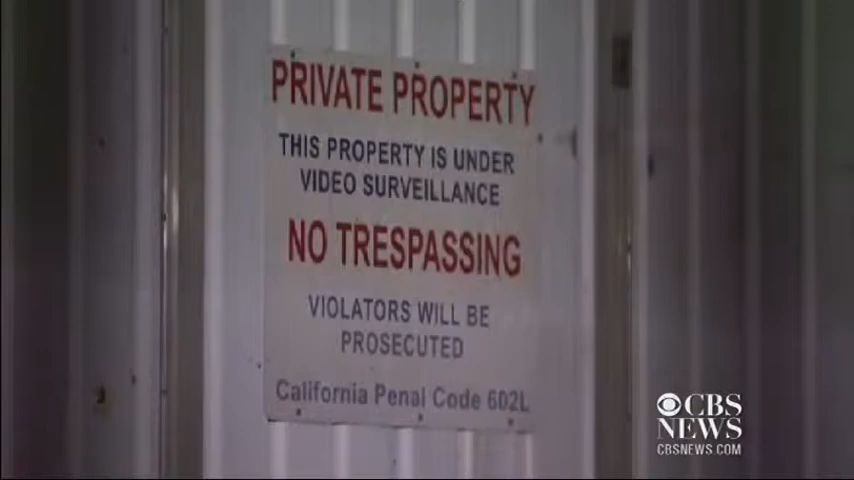 PRIVATE PROPERTY
THIS PROPERTY IS UNDER
VIDEO SURVEILLANCE
NO TRESPASSING
VIOLATORS WILL BE
PROSECUTED
California Penal Code 602L
CBS
NEWS
CBSNEWS.COM